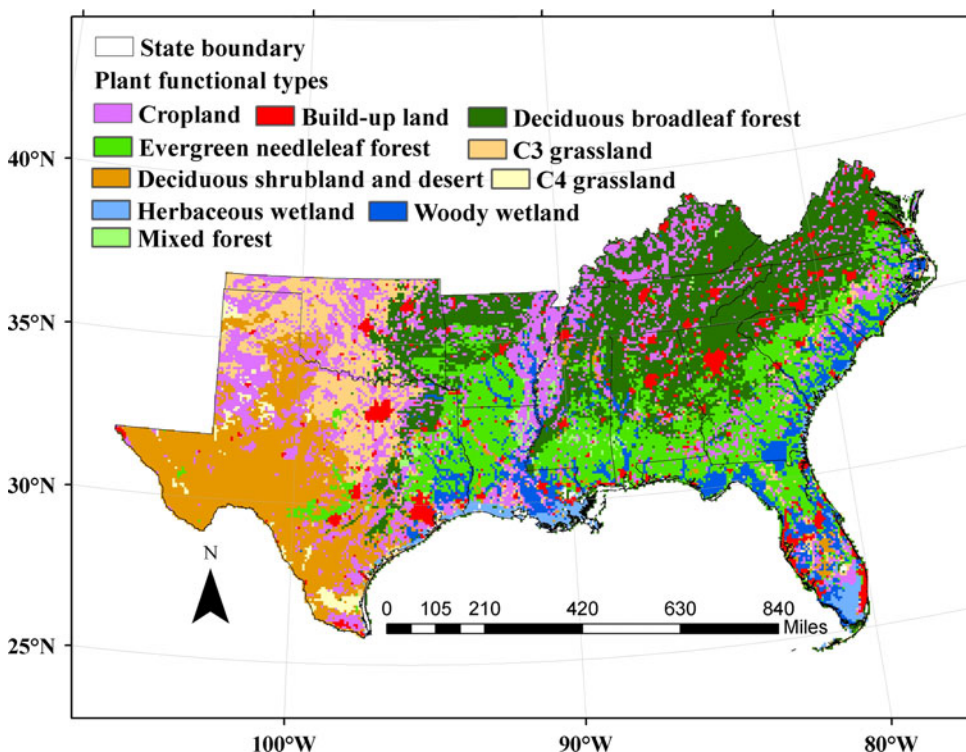 State boundary
Plant functional types
Cropland Build-up land Deciduous broadleaf forest
Evergreen needleleaf forest C3 grassland
Deciduous shrubland and desert C4 grassland
Herbaceous wetland Woody wetland
Mixed forest
40°N
35°N
30°N
25°N
N
0 105 210 420 630 840
Miles
100°W 90°W 80°W